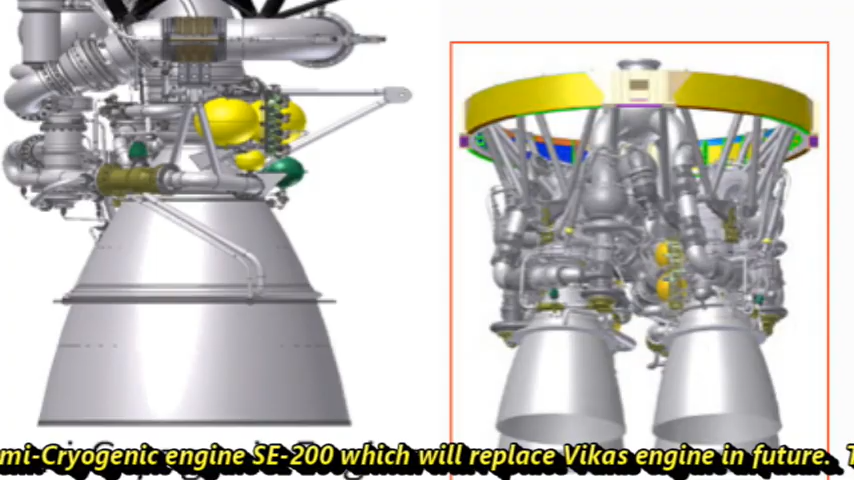 mi-Cryogenic engine SE-200 which will replace Vikas engine in future.